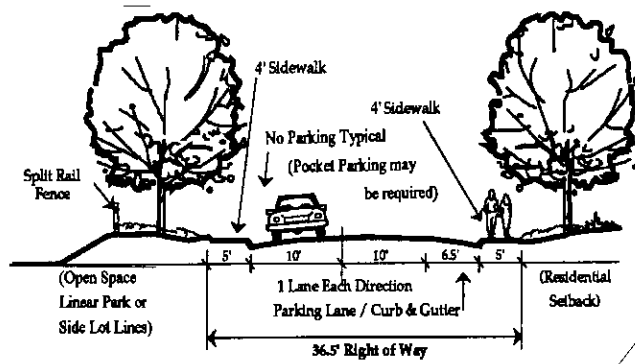 4' Sidewalk
4' Sidewalk
No Parking Typical
(Pocket Parking may
be required)
Split Rail
Fence
5'
10'
10'
6.5'
5'
(Open Space
Linear Park or
Side Lot Lines)
1 Lane Each Direction
Parking Lane / Curb & Gutter
(Residential
Setback)
36.5' Right of Way